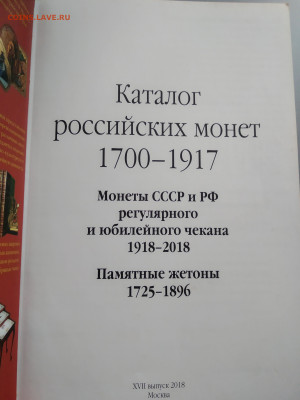 Каталог
российских монет
1700–1917
Монеты СССР и РФ
регулярного
и юбилейного чекана
1918–2018
Памятные жетоны
1725–1896
XVII выпуск 2018
Москва